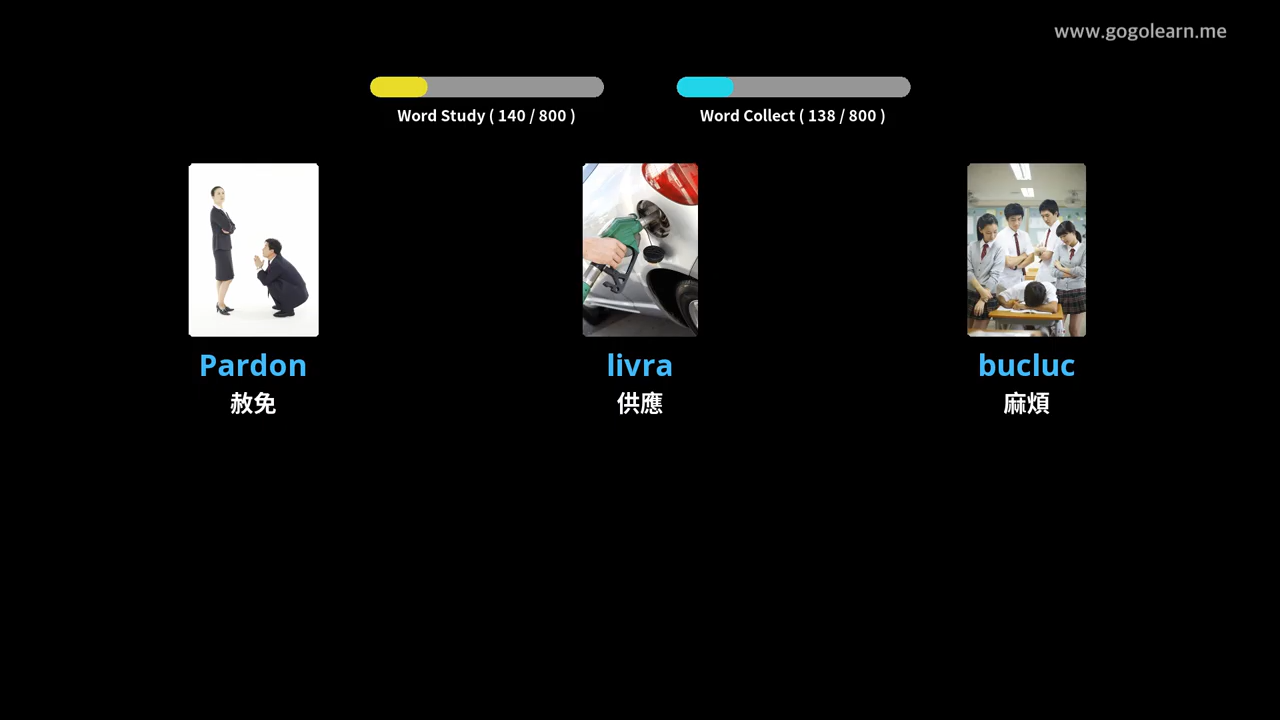 www.gogolearn.me
Word Study ( 140 / 800 )
Word Collect ( 138 / 800 )
Pardon
赦免
livra
供應
bucluc
麻煩